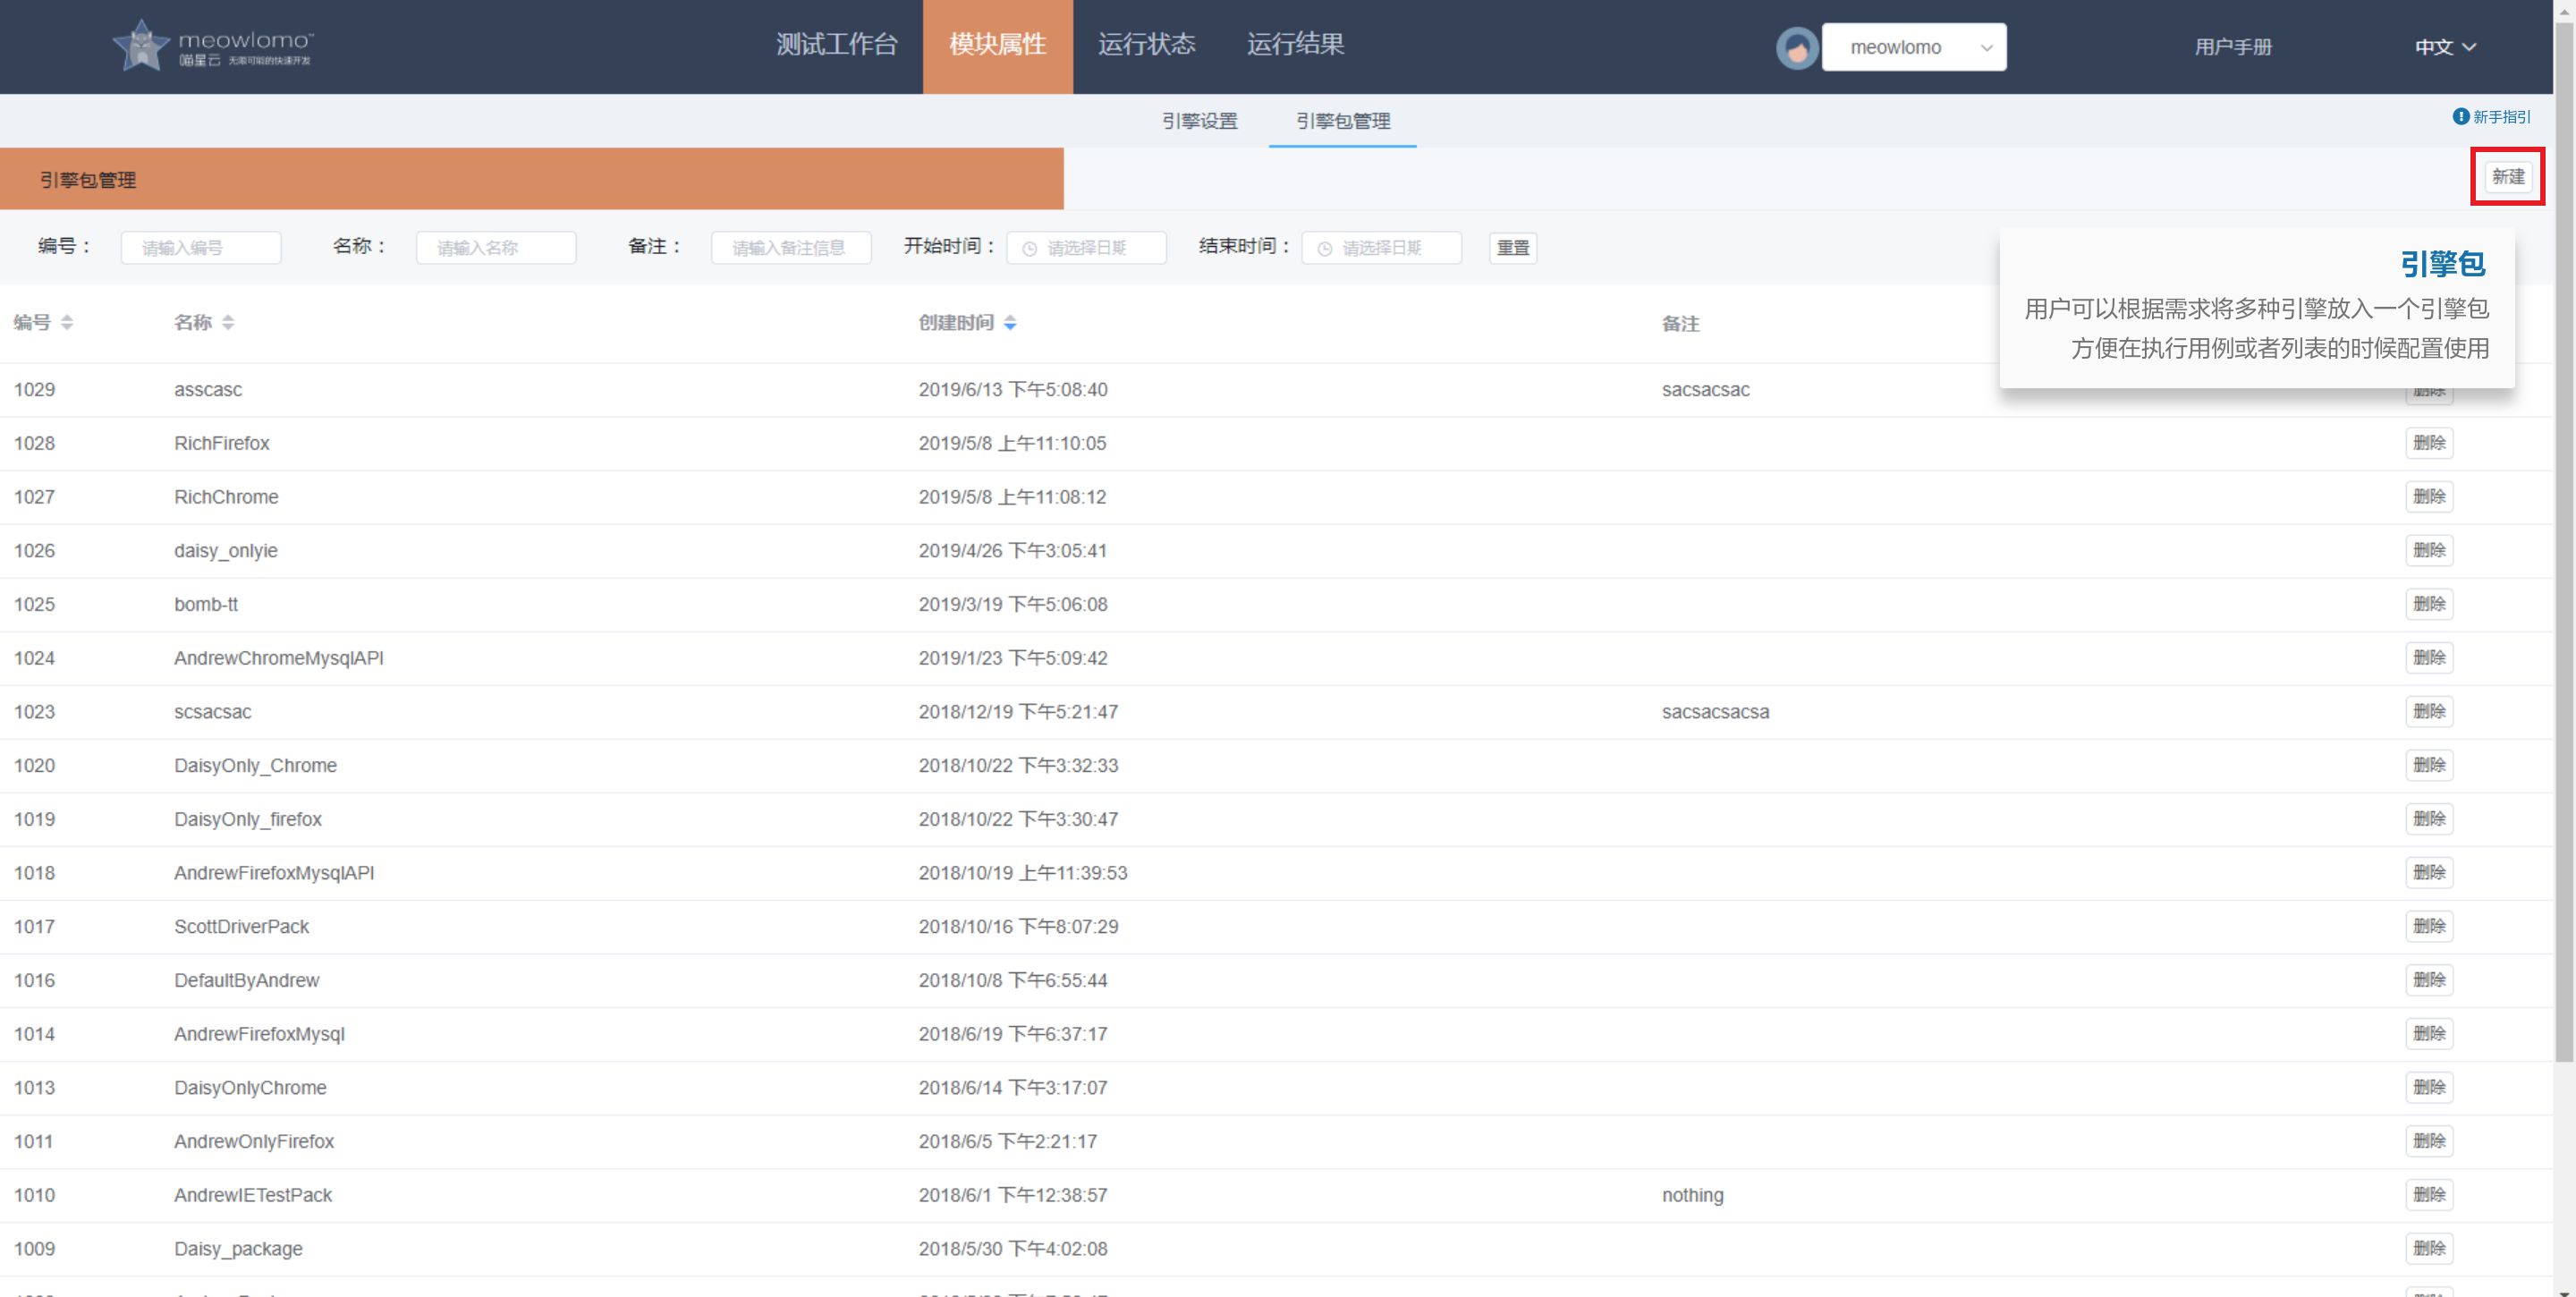 meowlomo™
喵星云 无限可能的快速开发
测试工作台 模块属性 运行状态 运行结果
meowlomo
用户手册
中文
引擎设置 引擎包管理
新手指引
引擎包管理
新建
编号： 请输入编号 名称： 请输入名称 备注： 请输入备注信息 开始时间： 请选择日期 结束时间： 请选择日期 重置
引擎包
用户可以根据需求将多种引擎放入一个引擎包
方便在执行用例或者列表的时候配置使用
编号 名称 创建时间 备注
1029 asscasc 2019/6/13 下午5:08:40 sacsacsac 删除
1028 RichFirefox 2019/5/8 上午11:10:05 删除
1027 RichChrome 2019/5/8 上午11:08:12 删除
1026 daisy_onlyie 2019/4/26 下午3:05:41 删除
1025 bomb-tt 2019/3/19 下午5:06:08 删除
1024 AndrewChromeMysqlAPI 2019/1/23 下午5:09:42 删除
1023 scsacsac 2018/12/19 下午5:21:47 sacsacsacsa 删除
1020 DaisyOnly_Chrome 2018/10/22 下午3:32:33 删除
1019 DaisyOnly_firefox 2018/10/22 下午3:30:47 删除
1018 AndrewFirefoxMysqlAPI 2018/10/19 上午11:39:53 删除
1017 ScottDriverPack 2018/10/16 下午8:07:29 删除
1016 DefaultByAndrew 2018/10/8 下午6:55:44 删除
1014 AndrewFirefoxMysql 2018/6/19 下午6:37:17 删除
1013 DaisyOnlyChrome 2018/6/14 下午3:17:07 删除
1011 AndrewOnlyFirefox 2018/6/5 下午2:21:17 删除
1010 AndrewIETestPack 2018/6/1 下午12:38:57 nothing 删除
1009 Daisy_package 2018/5/30 下午4:02:08 删除